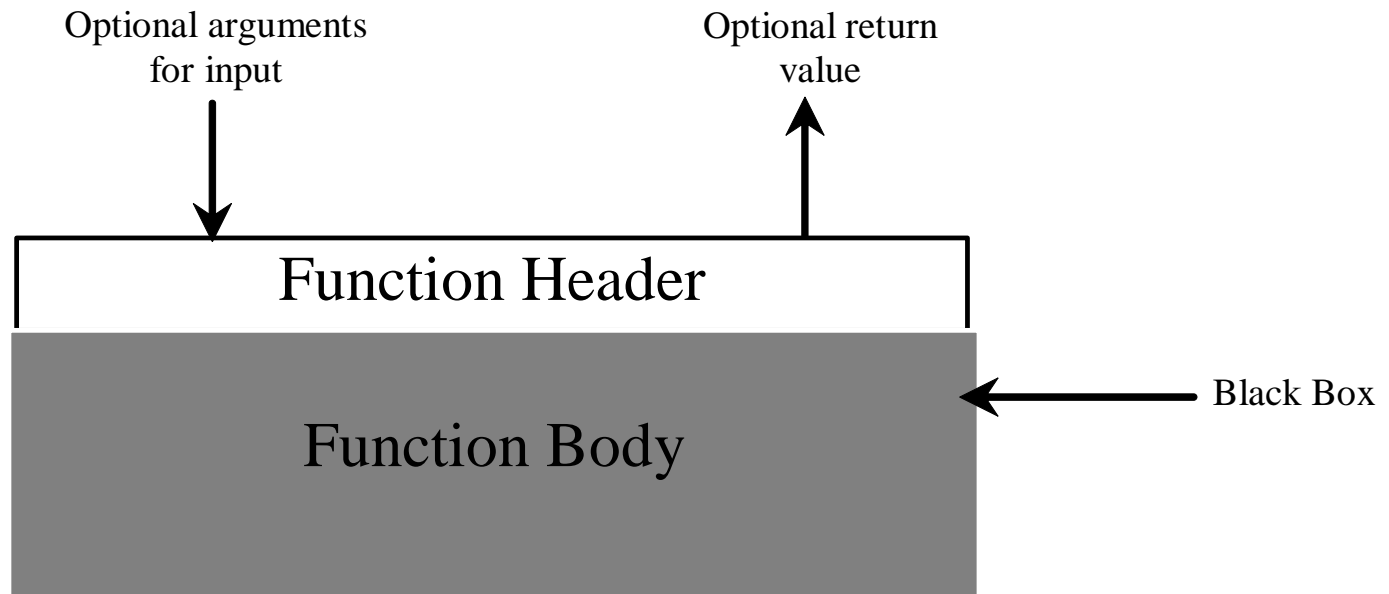 Optional arguments
for input
Optional return
value
Function Header
Black Box
Function Body